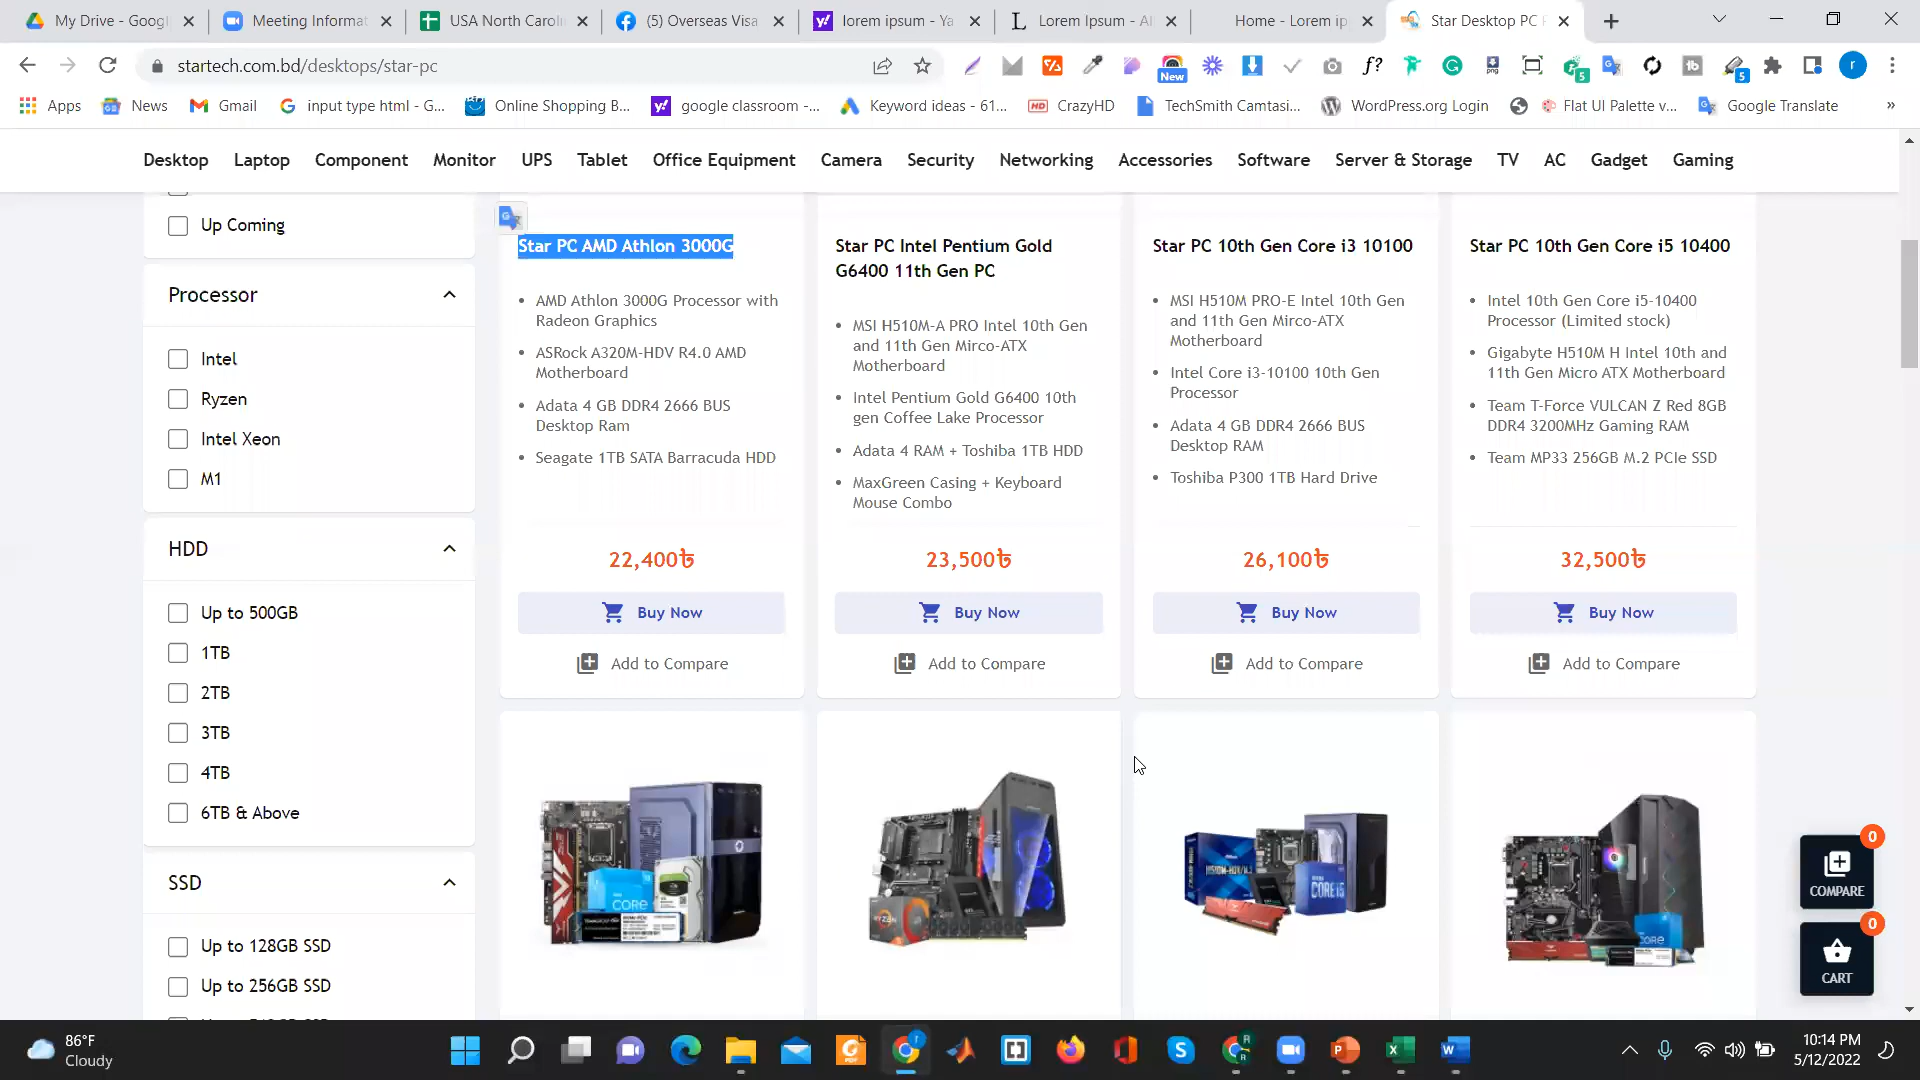 My Drive - Googl
Meeting Informat
USA North Caroli
(5) Overseas Visa
lorem ipsum - Ya
Lorem Ipsum - Al
Home - Lorem ip
Star Desktop PC P
startech.com.bd/desktops/star-pc
New
f?
5
5
r
Apps
News
Gmail
input type html - G...
Online Shopping B...
google classroom -...
Keyword ideas - 61...
CrazyHD
TechSmith Camtasi...
WordPress.org Login
Flat UI Palette v...
Google Translate
»
Desktop
Laptop
Component
Monitor
UPS
Tablet
Office Equipment
Camera
Security
Networking
Accessories
Software
Server & Storage
TV
AC
Gadget
Gaming
Up Coming
Processor
Intel
Ryzen
Intel Xeon
M1
HDD
Up to 500GB
1TB
2TB
3TB
4TB
6TB & Above
SSD
Up to 128GB SSD
Up to 256GB SSD
Star PC AMD Athlon 3000G
• AMD Athlon 3000G Processor with
Radeon Graphics
• ASRock A320M-HDV R4.0 AMD
Motherboard
• Adata 4 GB DDR4 2666 BUS
Desktop Ram
• Seagate 1TB SATA Barracuda HDD
22,400৳
Buy Now
Add to Compare
Star PC Intel Pentium Gold
G6400 11th Gen PC
• MSI H510M-A PRO Intel 10th Gen
and 11th Gen Mirco-ATX
Motherboard
• Intel Pentium Gold G6400 10th
gen Coffee Lake Processor
• Adata 4 RAM + Toshiba 1TB HDD
• MaxGreen Casing + Keyboard
Mouse Combo
23,500৳
Buy Now
Add to Compare
Star PC 10th Gen Core i3 10100
• MSI H510M PRO-E Intel 10th Gen
and 11th Gen Mirco-ATX
Motherboard
• Intel Core i3-10100 10th Gen
Processor
• Adata 4 GB DDR4 2666 BUS
Desktop RAM
• Toshiba P300 1TB Hard Drive
26,100৳
Buy Now
Add to Compare
Star PC 10th Gen Core i5 10400
• Intel 10th Gen Core i5-10400
Processor (Limited stock)
• Gigabyte H510M H Intel 10th and
11th Gen Micro ATX Motherboard
• Team T-Force VULCAN Z Red 8GB
DDR4 3200MHz Gaming RAM
• Team MP33 256GB M.2 PCIe SSD
32,500৳
Buy Now
Add to Compare
CORE
RYZEN
CORE i5
CORE
0
COMPARE
0
CART
86°F
Cloudy
10:14 PM
5/12/2022